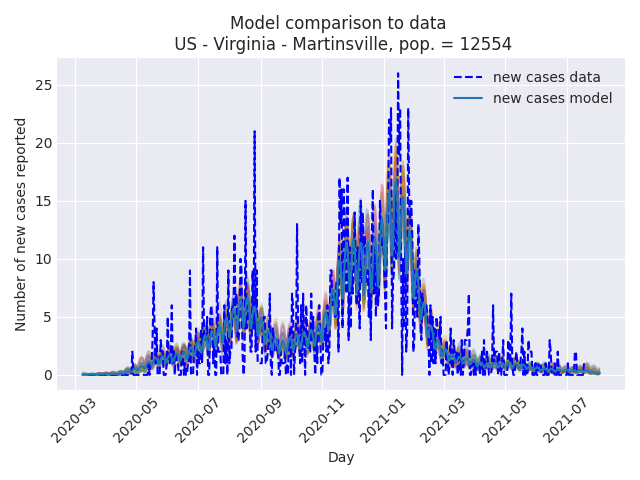 Model comparison to data
US - Virginia - Martinsville, pop. = 12554
new cases data
new cases model
Number of new cases reported
25
20
15
10
5
0
2020-03
2020-05
2020-07
2020-09
2020-11
2021-01
2021-03
2021-05
2021-07
Day